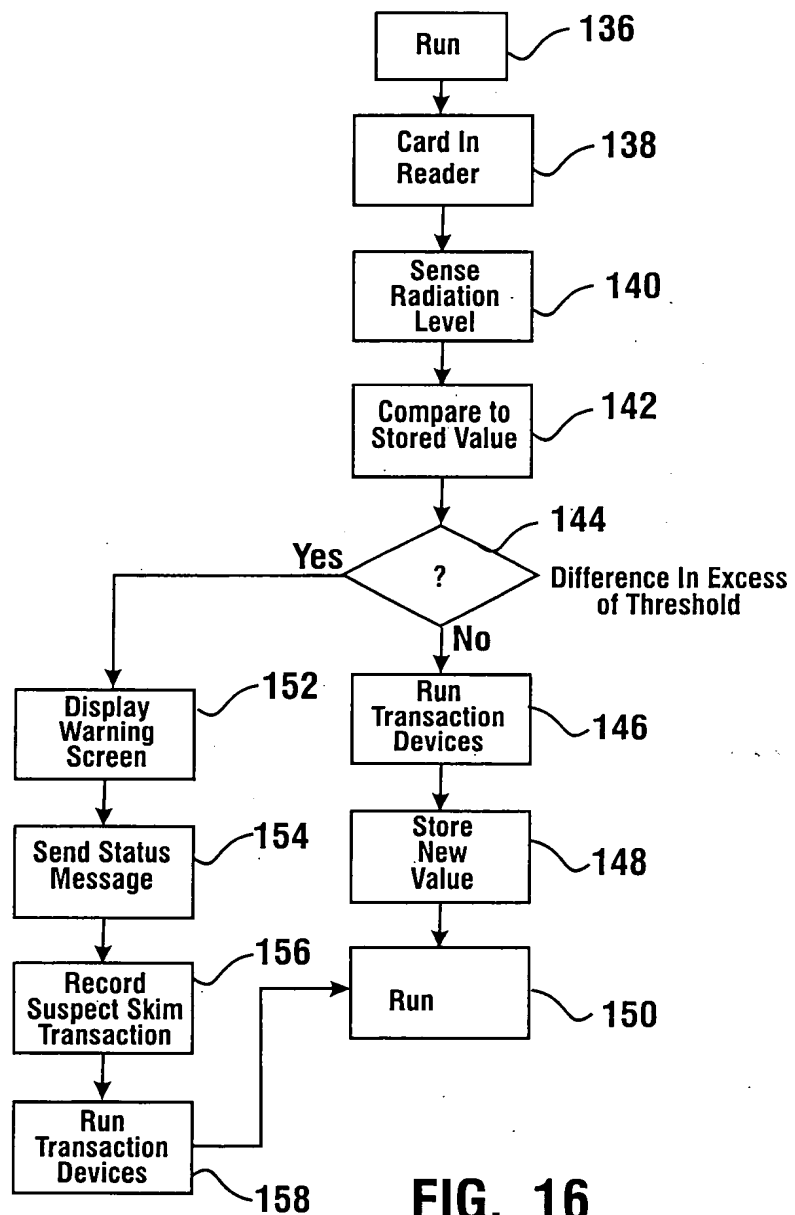 Run
136
Card In
Reader
138
Sense
Radiation
Level
140
Compare to
Stored Value
142
144
Yes
?
Difference In Excess
of Threshold
No
152
Display
Warning
Screen
Run
Transaction
Devices
146
154
Send Status
Message
Store
New
Value
148
156
Record
Suspect Skim
Transaction
Run
150
Run
Transaction
Devices
158
FIG. 16